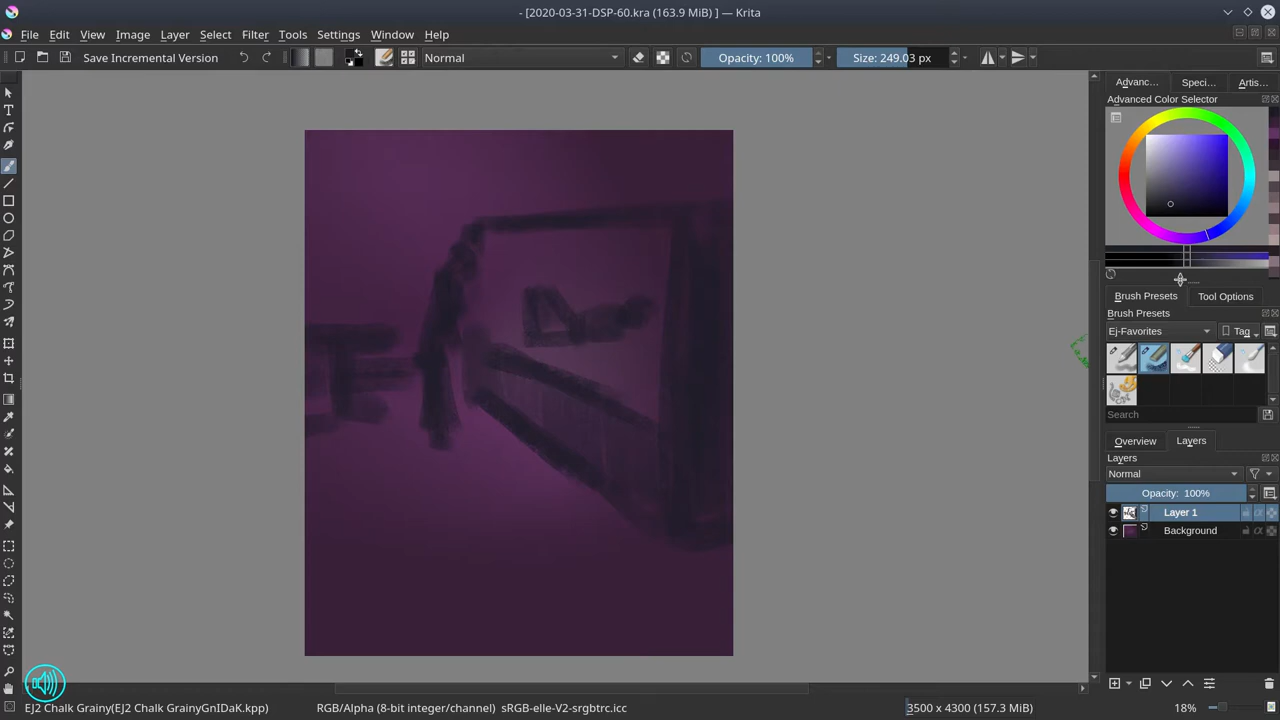 - [2020-03-31-DSP-60.kra (163.9 MiB) ] — Krita
File Edit View Image Layer Select Filter Tools Settings Window Help
Save Incremental Version Normal Opacity: 100% Size: 249.03 px
Advanc... Speci... Artis...
Advanced Color Selector
Brush Presets Tool Options
Brush Presets
Ej-Favorites Tag
Search
Overview Layers
Layers
Normal
Opacity: 100%
Layer 1
Background
EJ2 Chalk Grainy(EJ2 Chalk GrainyGnIDaK.kpp) RGB/Alpha (8-bit integer/channel) sRGB-elle-V2-srgbtrc.icc 3500 x 4300 (157.3 MiB) 18%